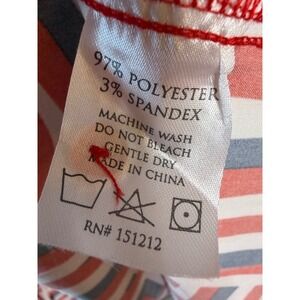 97% POLYESTER
3% SPANDEX
MACHINE WASH
DO NOT BLEACH
GENTLE DRY
MADE IN CHINA
RN# 151212